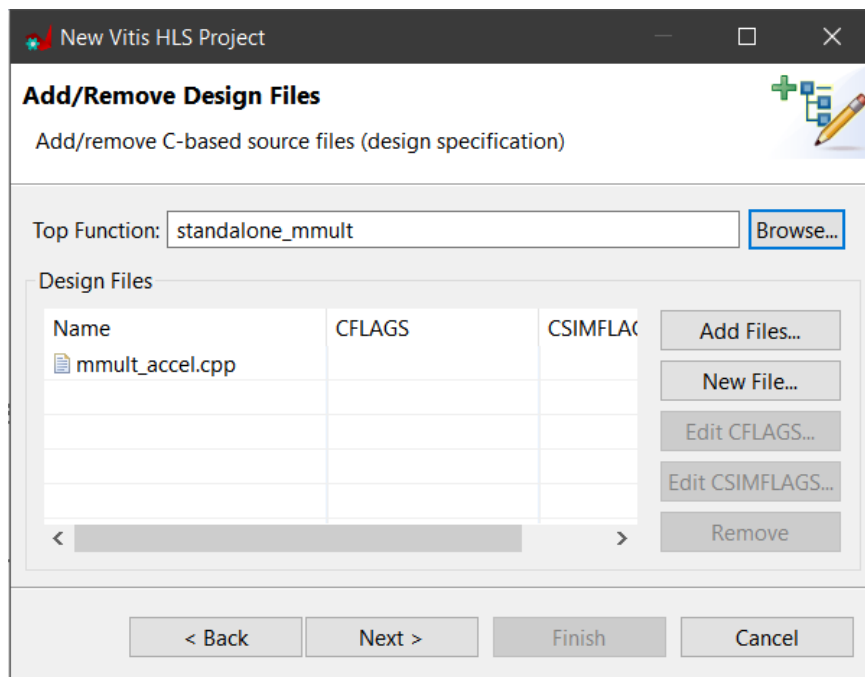 New Vitis HLS Project
Add/Remove Design Files
Add/remove C-based source files (design specification)
Top Function: standalone_mmult Browse...
Design Files
Name CFLAGS CSIMFLAG
mmult_accel.cpp
Add Files...
New File...
Edit CFLAGS...
Edit CSIMFLAGS...
Remove
< Back Next > Finish Cancel